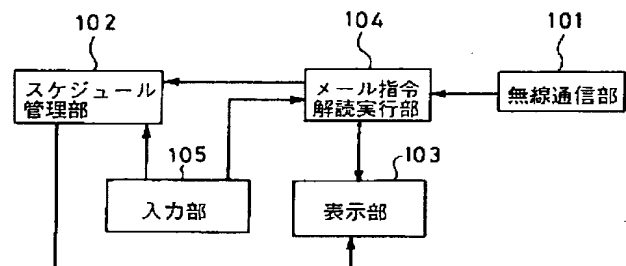 102
104
101
スケジュール
管理部
メール指令
解読実行部
無線通信部
105
103
入力部
表示部